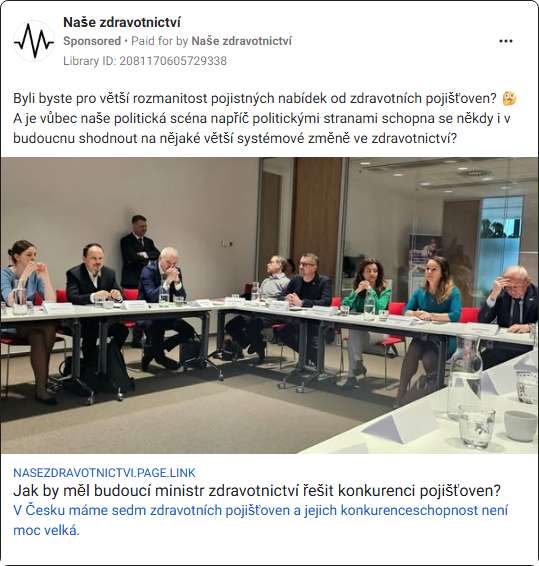 Naše zdravotnictví
Sponsored • Paid for by Naše zdravotnictví
Library ID: 2081170605729338
Byli byste pro větší rozmanitost pojistných nabídek od zdravotních pojišťoven? 🤔
A je vůbec naše politická scéna napříč politickými stranami schopna se někdy i v
budoucnu shodnout na nějaké větší systémové změně ve zdravotnictví?
NASEZDRAVOTNICTVI.PAGE.LINK
Jak by měl budoucí ministr zdravotnictví řešit konkurenci pojišťoven?
V Česku máme sedm zdravotních pojišťoven a jejich konkurenceschopnost není
moc velká.